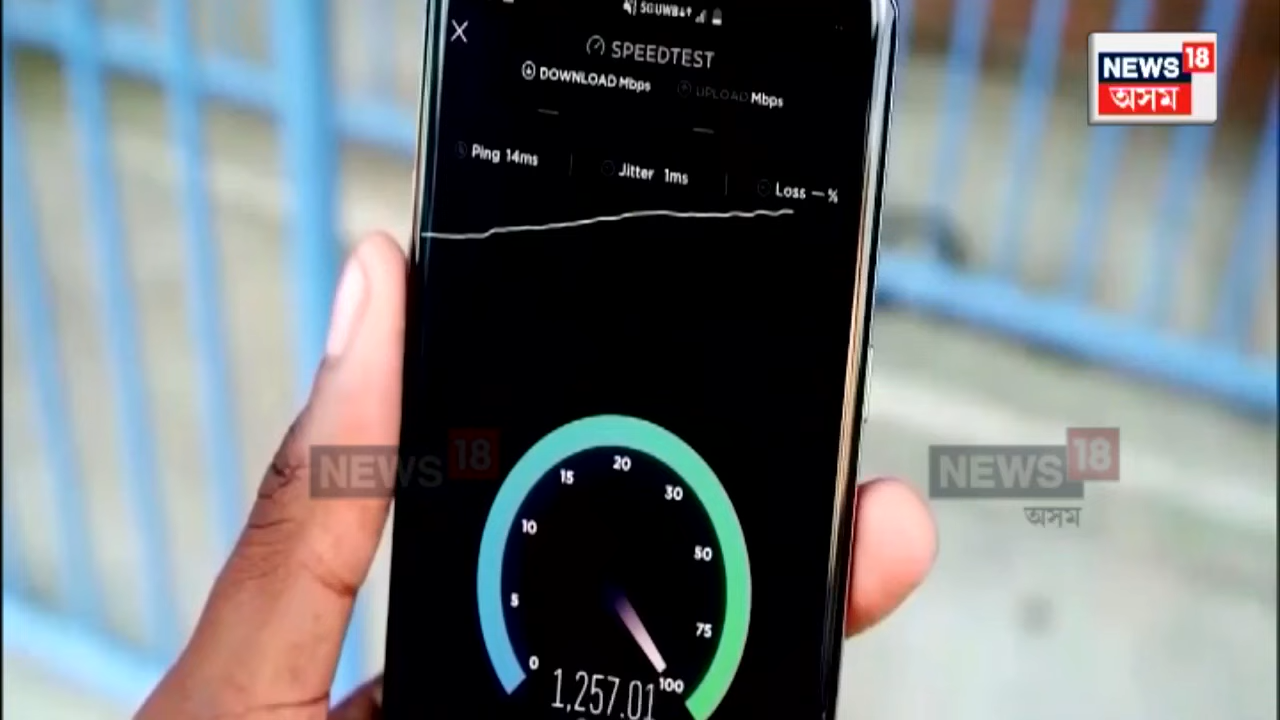 5GUWB
SPEEDTEST
DOWNLOAD Mbps
UPLOAD Mbps
Ping 14ms
Jitter 1ms
Loss — %
20
15
30
10
50
5
75
0
100
1,257.01
NEWS 18
অসম
NEWS 18
NEWS 18
অসম